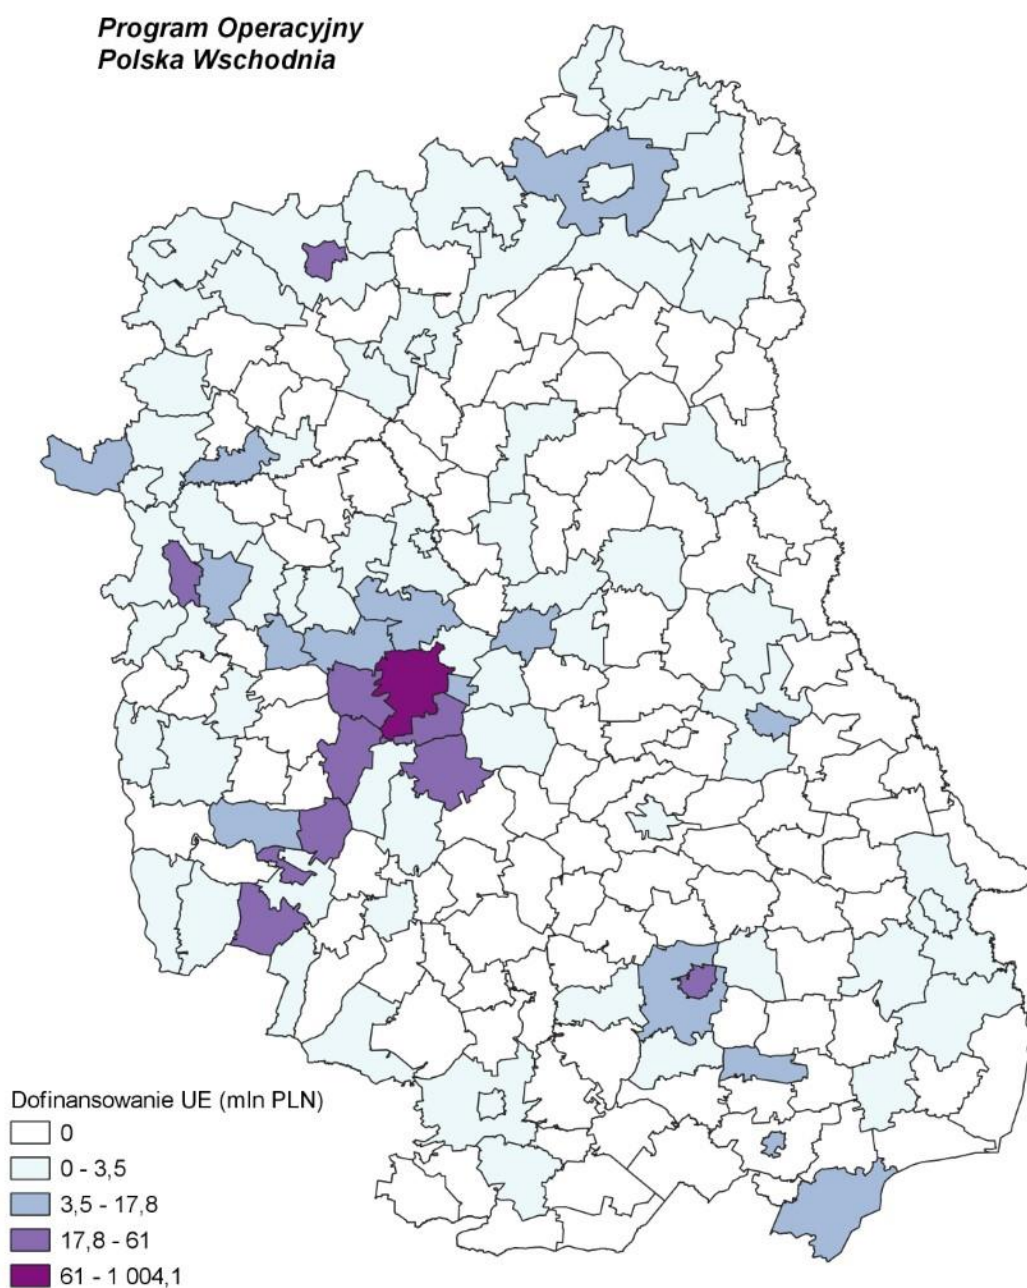 Program Operacyjny
Polska Wschodnia
Dofinansowanie UE (mln PLN)
0
0 - 3,5
3,5 - 17,8
17,8 - 61
61 - 1 004,1